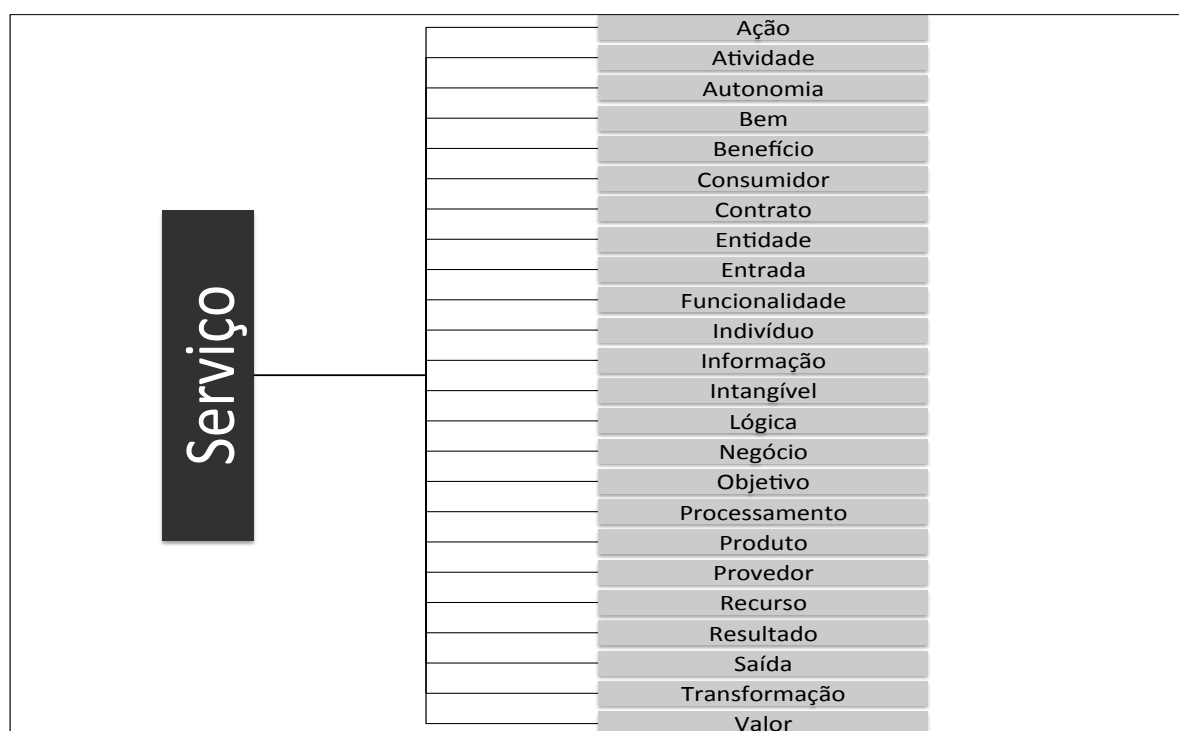 Serviço
Ação
Atividade
Autonomia
Bem
Benefício
Consumidor
Contrato
Entidade
Entrada
Funcionalidade
Indivíduo
Informação
Intangível
Lógica
Negócio
Objetivo
Processamento
Produto
Provedor
Recurso
Resultado
Saída
Transformação
Valor